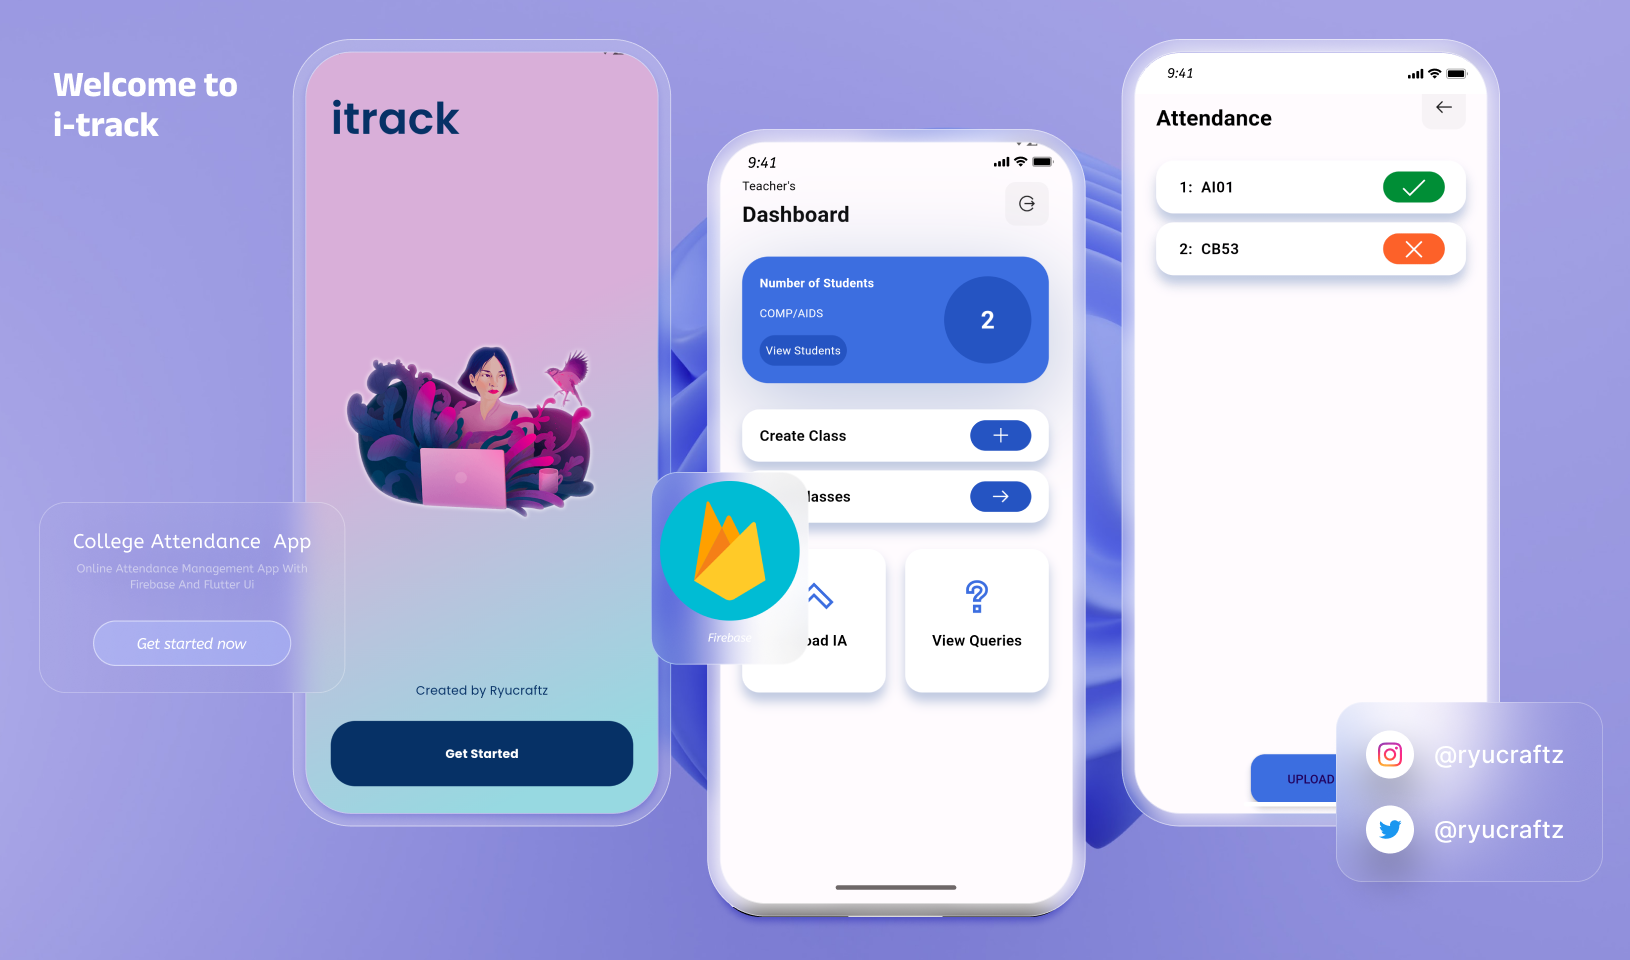 Welcome to
i-track
College Attendance App
Online Attendance Management App With
Firebase And Flutter Ui
Get started now
itrack
Created by Ryucraftz
Get Started
9:41
Teacher's
Dashboard
Number of Students
COMP/AIDS
View Students
2
Create Class
lasses
oad IA
View Queries
Firebase
9:41
Attendance
1: AI01
2: CB53
UPLOAD
@ryucraftz
@ryucraftz